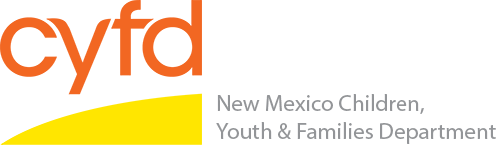 cyfd
New Mexico Children,
Youth & Families Department